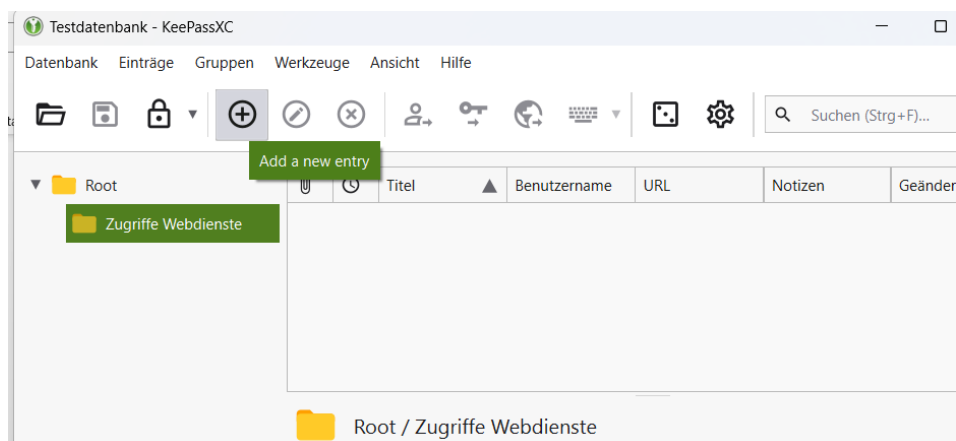 Testdatenbank - KeePassXC
Datenbank Einträge Gruppen Werkzeuge Ansicht Hilfe
Suchen (Strg+F)...
Add a new entry
Root
Titel Benutzername URL Notizen Geänder
Zugriffe Webdienste
Root / Zugriffe Webdienste